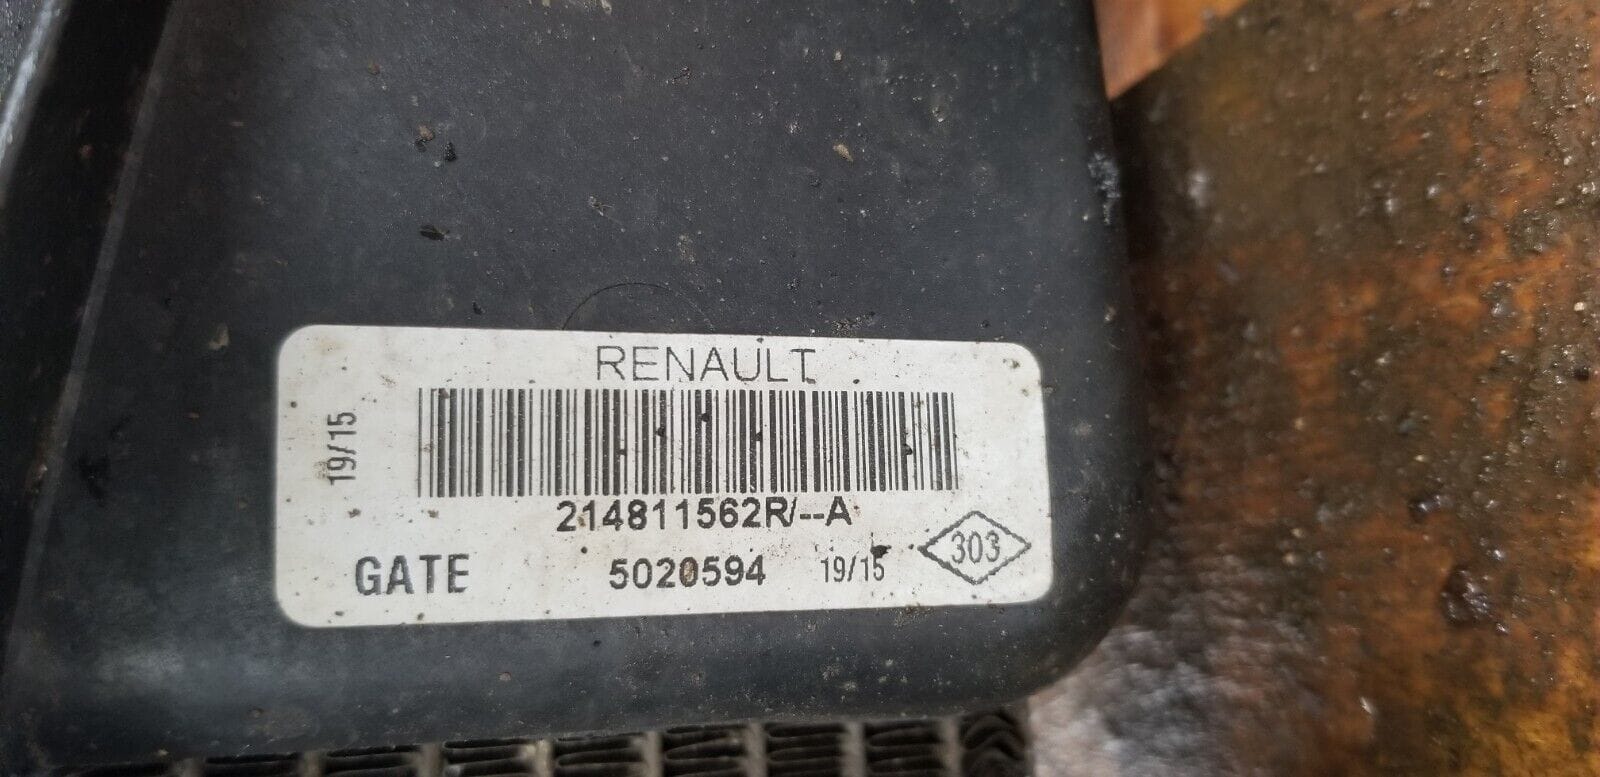 RENAULT
19/15
214811562R/--A
GATE 5020594 19/15 303